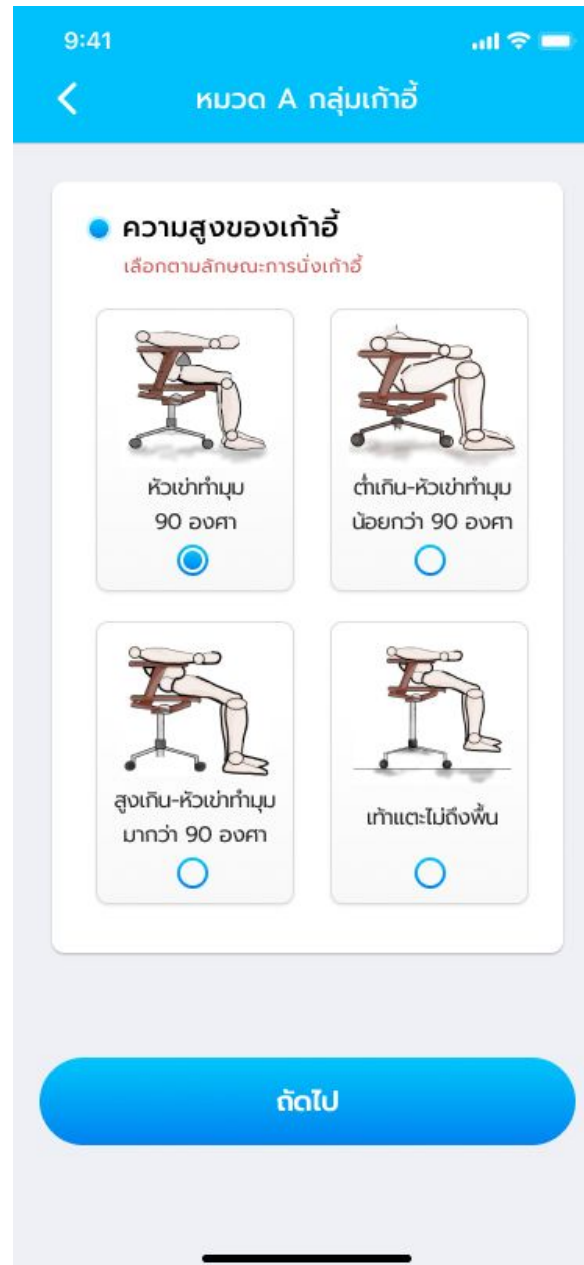 9:41
หมวด A กลุ่มเก้าอี้
ความสูงของเก้าอี้
เลือกตามลักษณะการนั่งเก้าอี้
หัวเข่าทำมุม
90 องศา
ต่ำเกิน-หัวเข่าทำมุม
น้อยกว่า 90 องศา
สูงเกิน-หัวเข่าทำมุม
มากว่า 90 องศา
เท้าแตะไม่ถึงพื้น
ถัดไป